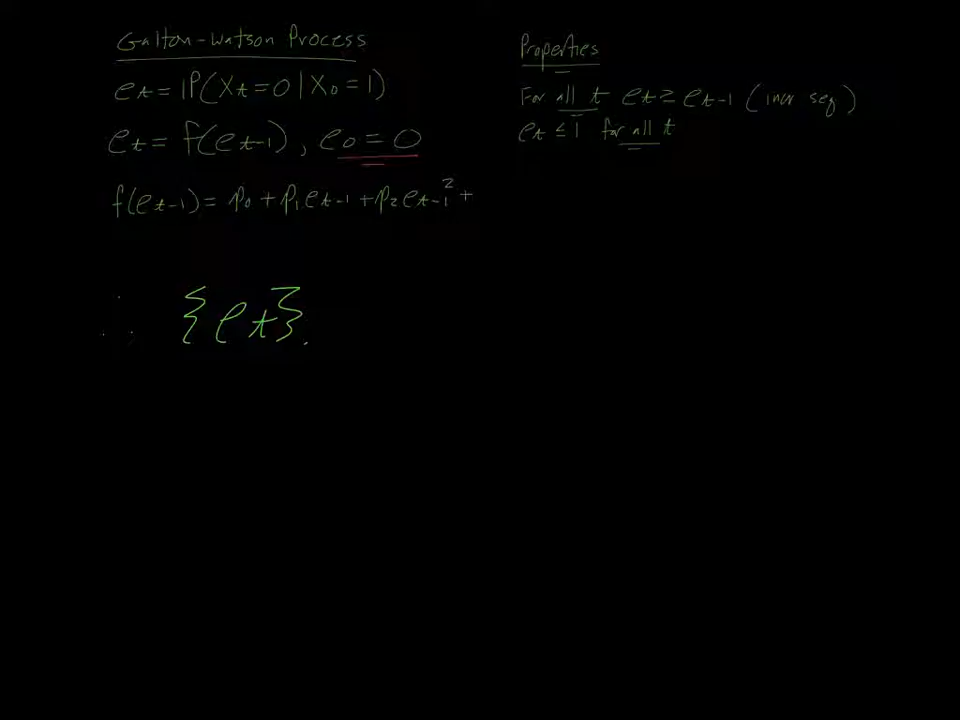 Galton-Watson Process
e_t = P(X_t = 0 | X_0 = 1)
e_t = f(e_{t-1}), e_0 = 0
f(e_{t-1}) = p_0 + p_1 e_{t-1} + p_2 e_{t-1}^2 +
∴ {e_t}.
Properties
For all t e_t ≥ e_{t-1} (incr seq)
e_t ≤ 1 for all t